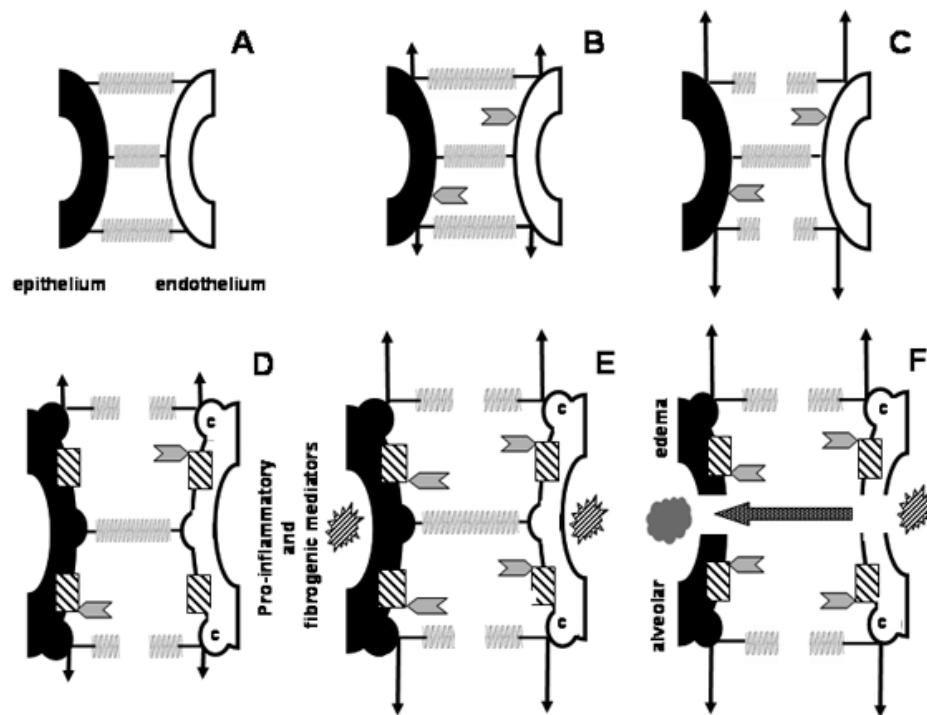 A
B
C
epithelium
endothelium
D
E
F
c
c
Pro-inflammatory
and
fibrogenic mediators
c
c
edema
alveolar
c
c